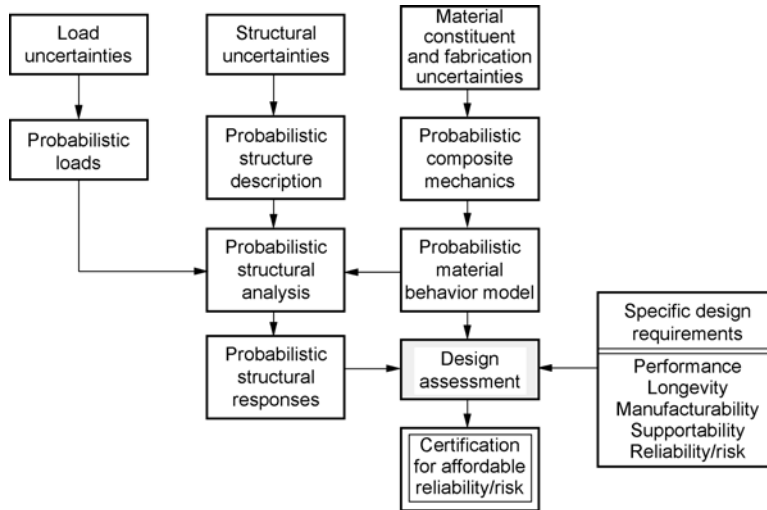 Load
uncertainties
Structural
uncertainties
Material
constituent
and fabrication
uncertainties
Probabilistic
loads
Probabilistic
structure
description
Probabilistic
composite
mechanics
Probabilistic
structural
analysis
Probabilistic
material
behavior model
Specific design
requirements
Performance
Longevity
Manufacturability
Supportability
Reliability/risk
Probabilistic
structural
responses
Design
assessment
Certification
for affordable
reliability/risk